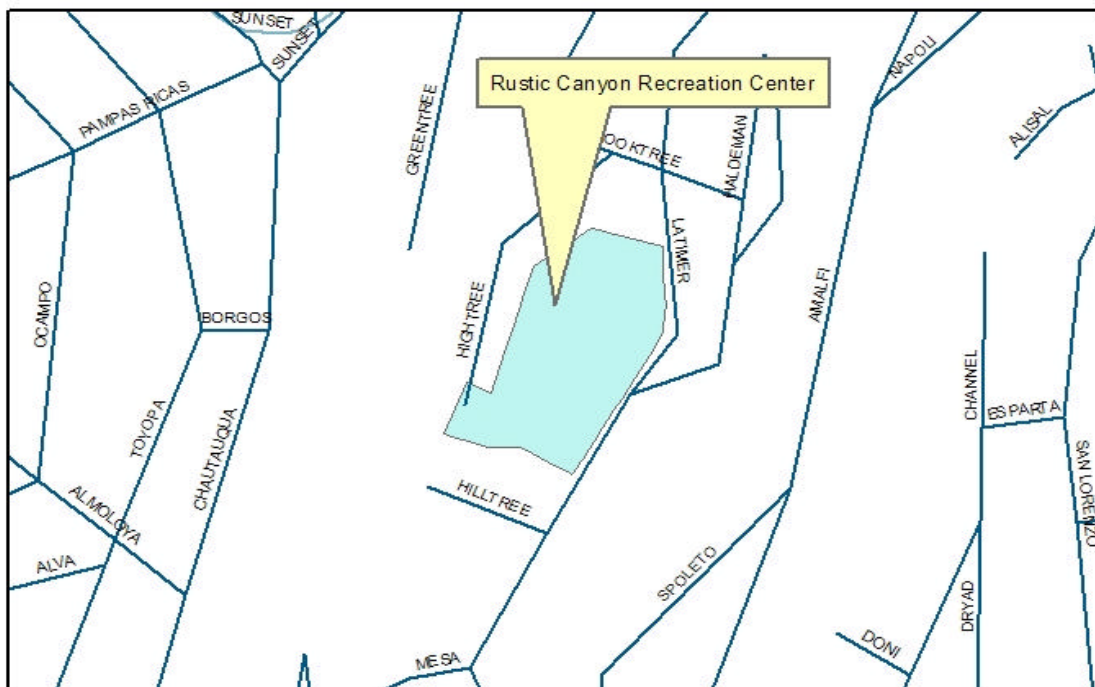 SUNSET
SUNSET
Rustic Canyon Recreation Center
NAPOLI
PAMPAS RICAS
GREENTREE
ALISAL
OOKTREE
HALDEMAN
LATIMER
OCAMPO
BORGOS
HIGHTREE
AMALFI
CHANNEL
ESPARTA
TOYOPA
CHAUTAUQUA
SAN LORENZO
HILLTREE
ALMOLOYA
ALVA
SPOLETO
DRYAD
DONI
MESA